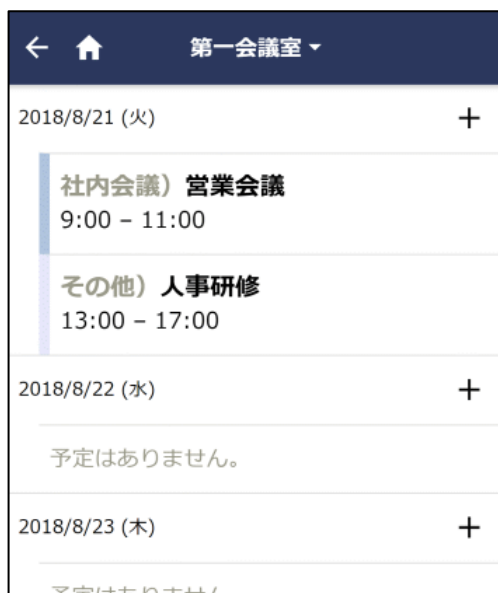 第一会議室
2018/8/21 (火)
社内会議）営業会議
9:00 – 11:00
その他）人事研修
13:00 – 17:00
2018/8/22 (水)
予定はありません。
2018/8/23 (木)